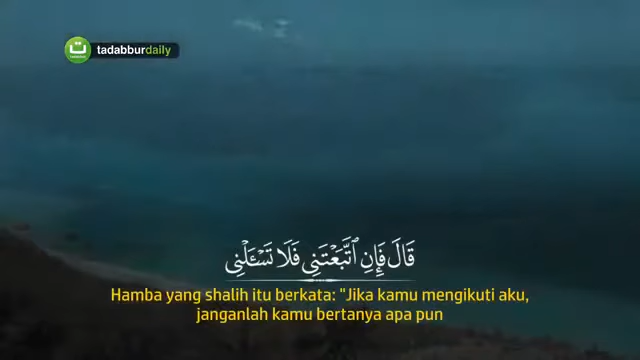 tadabburdaily
قَالَ فَإِنِ ٱتَّبَعْتَنِى فَلَا تَسْـَٔلْنِى
Hamba yang shalih itu berkata: "Jika kamu mengikuti aku,
janganlah kamu bertanya apa pun